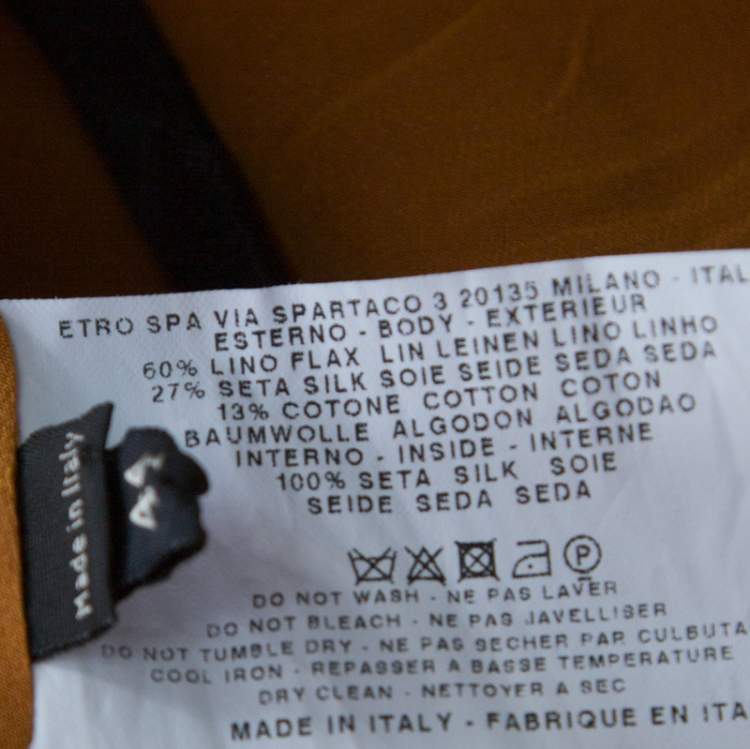 ETRO SPA VIA SPARTACO 3 20135 MILANO - ITAL
ESTERNO - BODY - EXTERIEUR
60% LINO FLAX LIN LEINEN LINO LINHO
27% SETA SILK SOIE SEIDE SEDA SEDA
13% COTONE COTTON COTON
BAUMWOLLE ALGODON ALGODAO
INTERNO - INSIDE - INTERNE
100% SETA SILK SOIE
SEIDE SEDA SEDA
P
DO NOT WASH - NE PAS LAVER
DO NOT BLEACH - NE PAS JAVELLISER
DO NOT TUMBLE DRY - NE PAS SECHER PAR CULBUTA
COOL IRON - REPASSER A BASSE TEMPERATURE
DRY CLEAN - NETTOYER A SEC
MADE IN ITALY - FABRIQUE EN ITA
Made in Italy